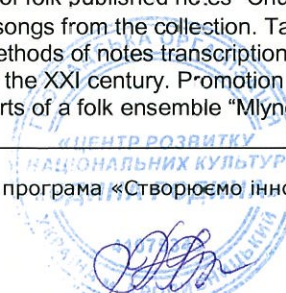 of folk published notes
songs from the collection. Ta
ethods of notes transcription
the XXI century. Promotion
rts of a folk ensemble “Mlyn
«ЦЕНТР РОЗВИТКУ
НАЦІОНАЛЬНИХ КУЛЬТУР
програма «Створюємо інно